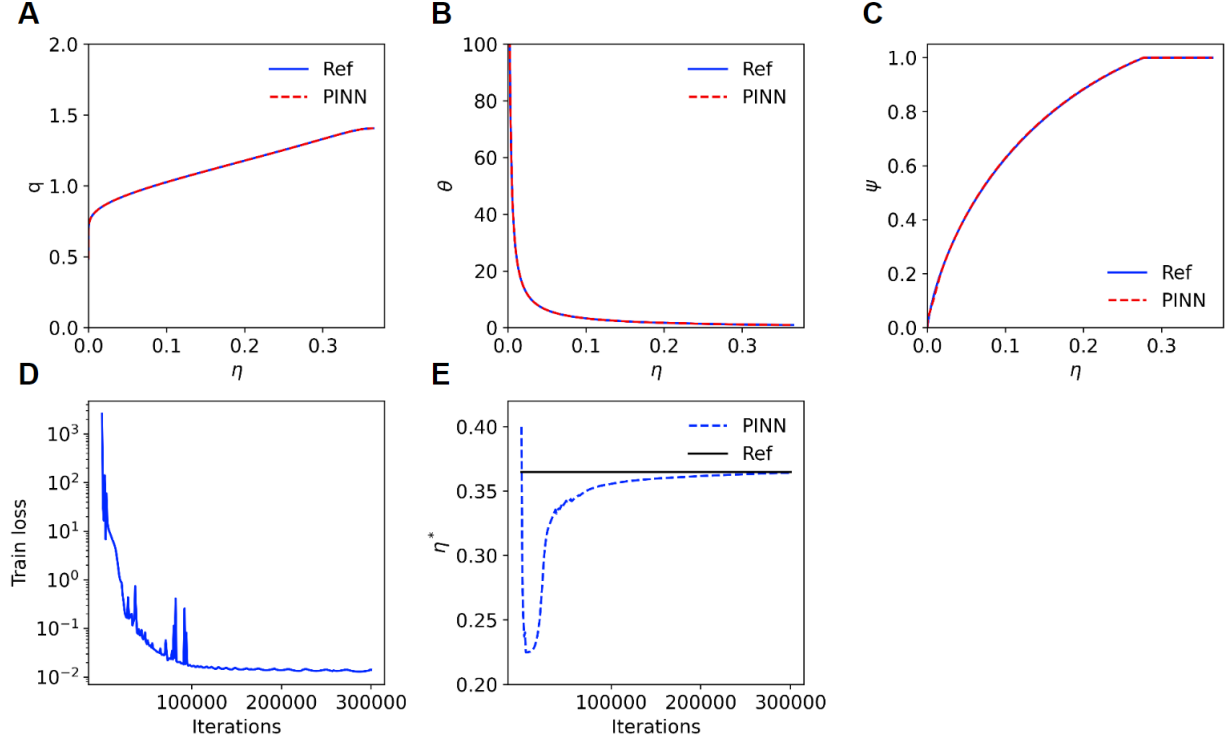 A
2.0
1.5
1.0
0.5
0.0
q
Ref
PINN
0.0 0.1 0.2 0.3
η
B
100
80
60
40
20
0
θ
Ref
PINN
0.0 0.1 0.2 0.3
η
C
1.0
0.8
0.6
0.4
0.2
0.0
ψ
Ref
PINN
0.0 0.1 0.2 0.3
η
D
10³
10²
10¹
10⁰
10⁻¹
10⁻²
Train loss
100000 200000 300000
Iterations
E
0.40
0.35
0.30
0.25
0.20
η*
PINN
Ref
100000 200000 300000
Iterations